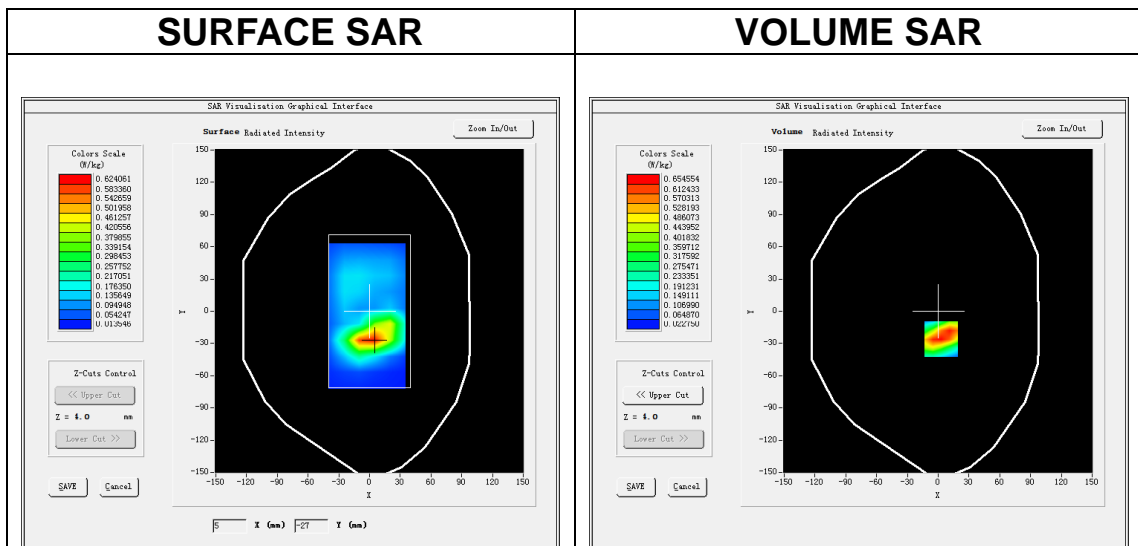 SURFACE SAR
VOLUME SAR
SAR Visualisation Graphical Interface
Surface Radiated Intensity
Zoom In/Out
Colors Scale
(W/kg)
0.624061
0.583360
0.542659
0.501958
0.461257
0.420556
0.379855
0.339154
0.298453
0.257752
0.217051
0.176350
0.135649
0.094948
0.054247
0.013546
150
120
90
60
30
0
-30
-60
-90
-120
-150
Y
-150 -120 -90 -60 -30 0 30 60 90 120 150
X
Z-Cuts Control
<< Upper Cut
Z = 4.0 mm
Lower Cut >>
SAVE Cancel
5 X (mm) -27 Y (mm)
SAR Visualisation Graphical Interface
Volume Radiated Intensity
Zoom In/Out
Colors Scale
(W/kg)
0.654554
0.612433
0.570313
0.528193
0.486073
0.443952
0.401832
0.359712
0.317592
0.275471
0.233351
0.191231
0.149111
0.106990
0.064870
0.022750
150
120
90
60
30
0
-30
-60
-90
-120
-150
Y
-150 -120 -90 -60 -30 0 30 60 90 120 150
X
Z-Cuts Control
<< Upper Cut
Z = 4.0 mm
Lower Cut >>
SAVE Cancel